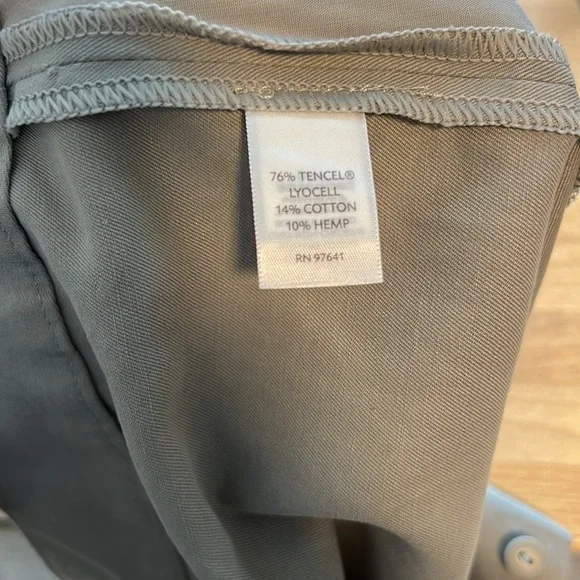 76% TENCEL®
LYOCELL
14% COTTON
10% HEMP
RN 97641